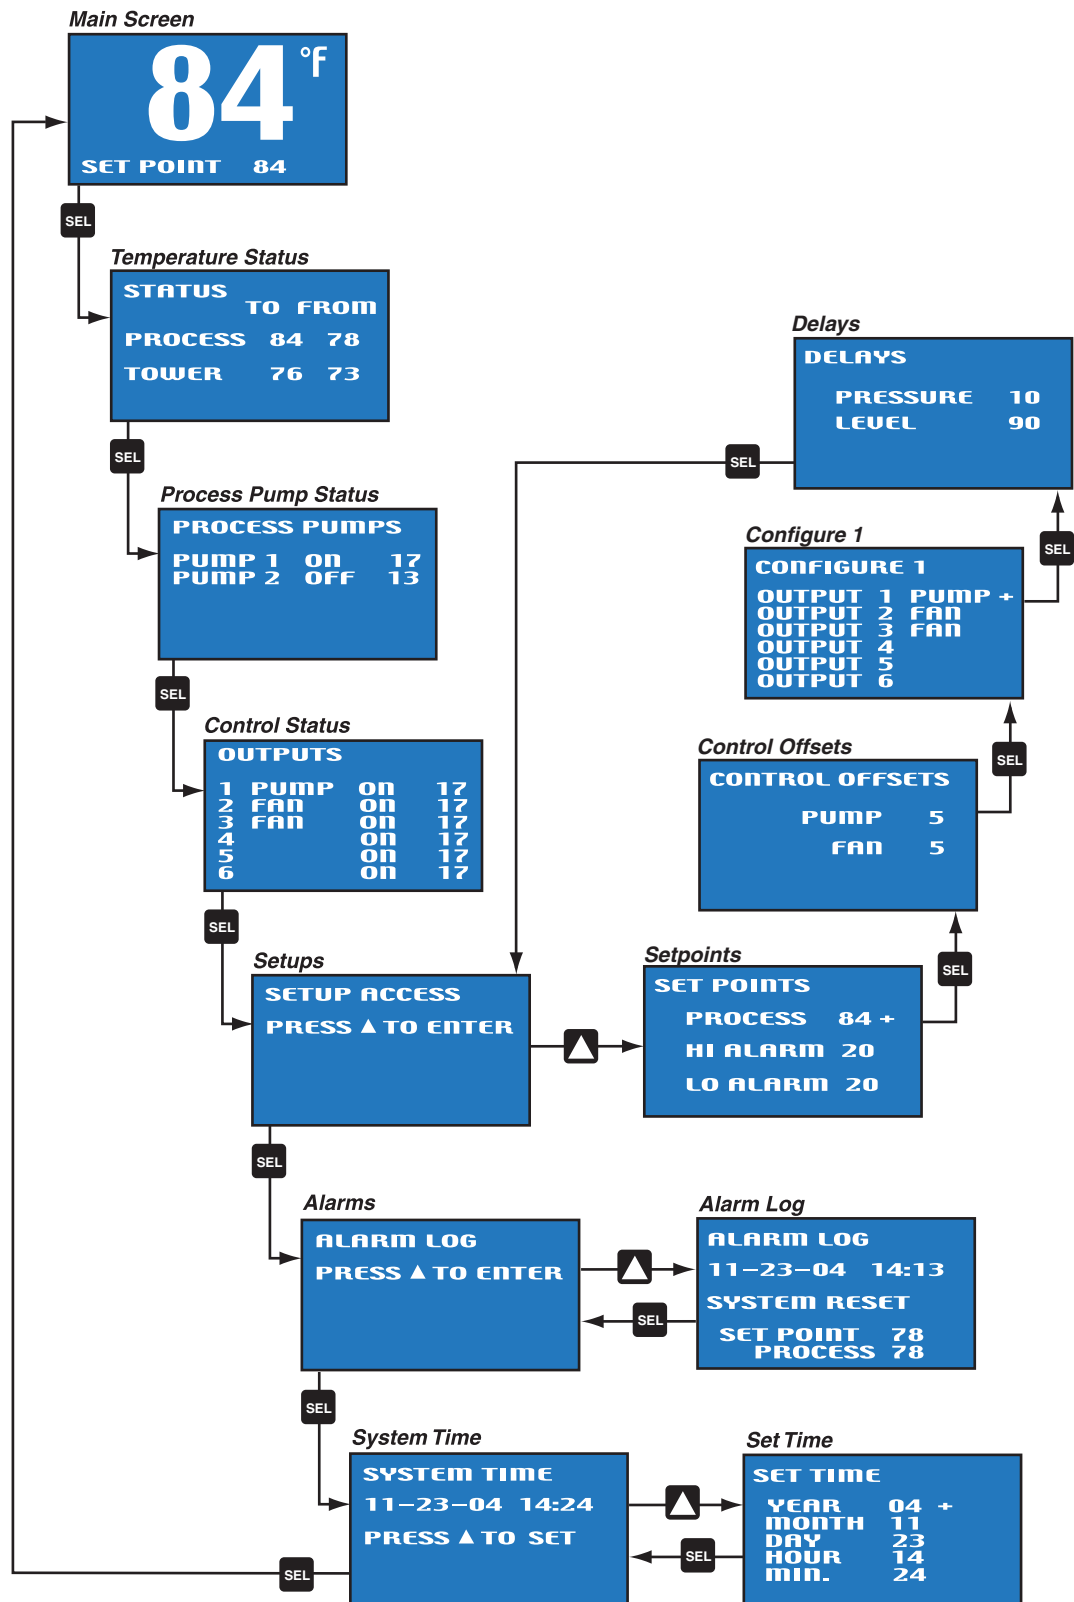 Main Screen
84 °F
SET POINT 84
SEL
Temperature Status
STATUS
TO FROM
PROCESS 84 78
TOWER 76 73
SEL
Process Pump Status
PROCESS PUMPS
PUMP 1 ON 17
PUMP 2 OFF 13
SEL
Control Status
OUTPUTS
1 PUMP ON 17
2 FAN ON 17
3 FAN ON 17
4 ON 17
5 ON 17
6 ON 17
SEL
Setups
SETUP ACCESS
PRESS ▲ TO ENTER
Setpoints
SET POINTS
PROCESS 84 +
HI ALARM 20
LO ALARM 20
SEL
Control Offsets
CONTROL OFFSETS
PUMP 5
FAN 5
SEL
Configure 1
CONFIGURE 1
OUTPUT 1 PUMP +
OUTPUT 2 FAN
OUTPUT 3 FAN
OUTPUT 4
OUTPUT 5
OUTPUT 6
SEL
Delays
DELAYS
PRESSURE 10
LEVEL 90
SEL
SEL
Alarms
ALARM LOG
PRESS ▲ TO ENTER
Alarm Log
ALARM LOG
11-23-04 14:13
SYSTEM RESET
SET POINT 78
PROCESS 78
SEL
SEL
System Time
SYSTEM TIME
11-23-04 14:24
PRESS ▲ TO SET
Set Time
SET TIME
YEAR 04 +
MONTH 11
DAY 23
HOUR 14
MIN. 24
SEL
SEL